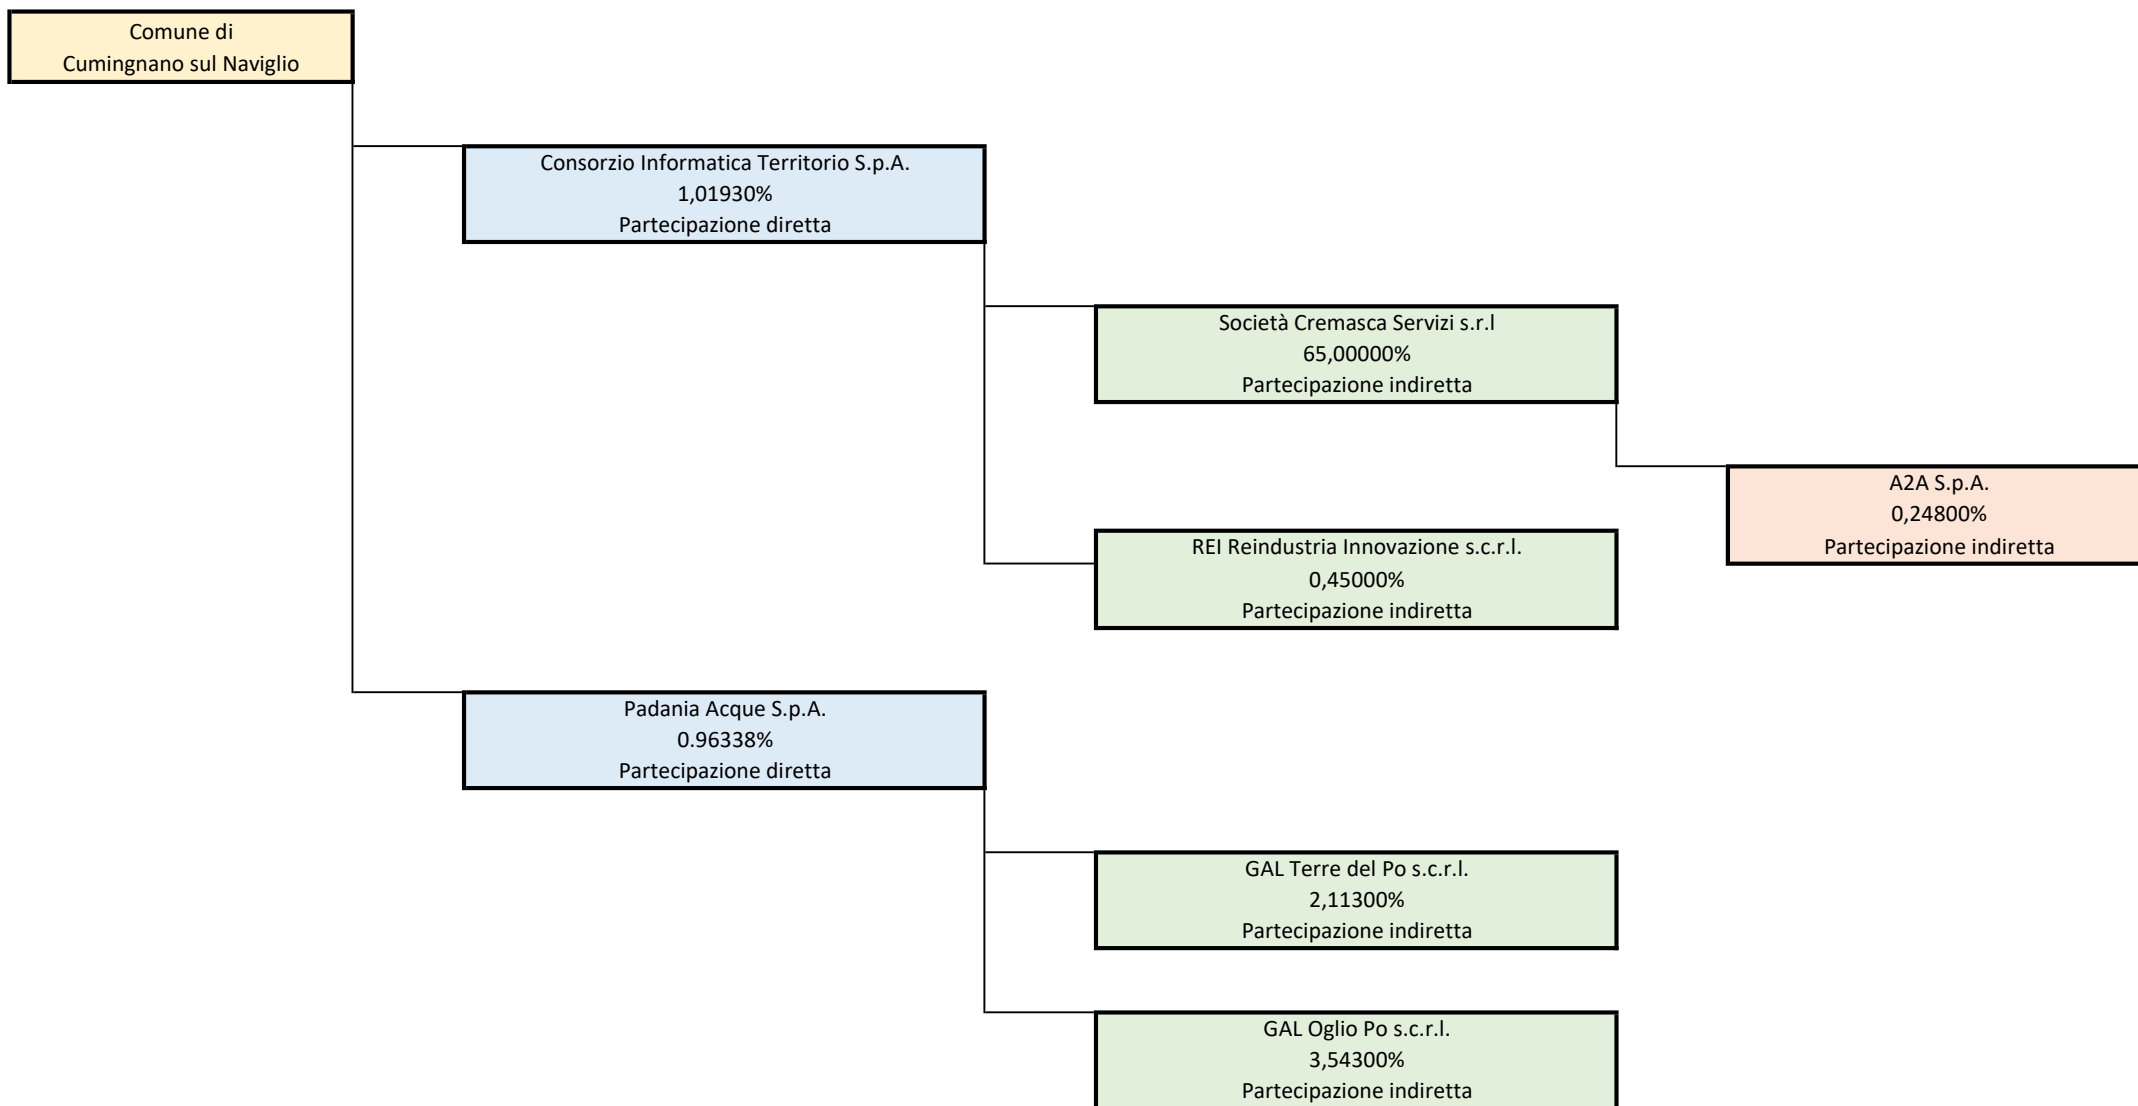 Comune di
Cumingnano sul Naviglio
Consorzio Informatica Territorio S.p.A.
1,01930%
Partecipazione diretta
Società Cremasca Servizi s.r.l
65,00000%
Partecipazione indiretta
A2A S.p.A.
0,24800%
Partecipazione indiretta
REI Reindustria Innovazione s.c.r.l.
0,45000%
Partecipazione indiretta
Padania Acque S.p.A.
0.96338%
Partecipazione diretta
GAL Terre del Po s.c.r.l.
2,11300%
Partecipazione indiretta
GAL Oglio Po s.c.r.l.
3,54300%
Partecipazione indiretta